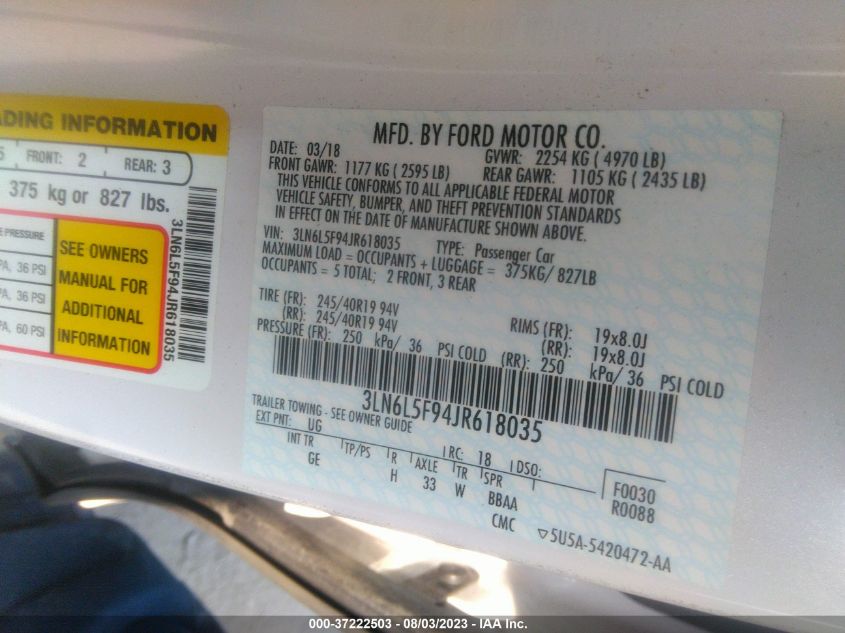 ADING INFORMATION
5 FRONT: 2 REAR: 3
375 kg or 827 lbs.
E PRESSURE
PA, 36 PSI
PA, 36 PSI
PA, 60 PSI
SEE OWNERS
MANUAL FOR
ADDITIONAL
INFORMATION
3LN6L5F94JR618035
MFD. BY FORD MOTOR CO.
DATE: 03/18 GVWR: 2254 KG ( 4970 LB)
FRONT GAWR: 1177 KG ( 2595 LB) REAR GAWR: 1105 KG ( 2435 LB)
THIS VEHICLE CONFORMS TO ALL APPLICABLE FEDERAL MOTOR
VEHICLE SAFETY, BUMPER, AND THEFT PREVENTION STANDARDS
IN EFFECT ON THE DATE OF MANUFACTURE SHOWN ABOVE.
VIN: 3LN6L5F94JR618035 TYPE: Passenger Car
MAXIMUM LOAD = OCCUPANTS + LUGGAGE = 375KG/ 827LB
OCCUPANTS = 5 TOTAL; 2 FRONT, 3 REAR
TIRE (FR): 245/40R19 94V RIMS (FR): 19x8.0J
(RR): 245/40R19 94V (RR): 19x8.0J
PRESSURE (FR): 250 kPa/ 36 PSI COLD (RR): 250 kPa/ 36 PSI COLD
3LN6L5F94JR618035
TRAILER TOWING - SEE OWNER GUIDE
EXT PNT: UG RC: 18 DSO:
INT TR TP/PS R AXLE TR SPR
GE H 33 W BBAA
F0030
R0088
CMC ▽5U5A-5420472-AA
000-37222503 - 08/03/2023 - IAA Inc.